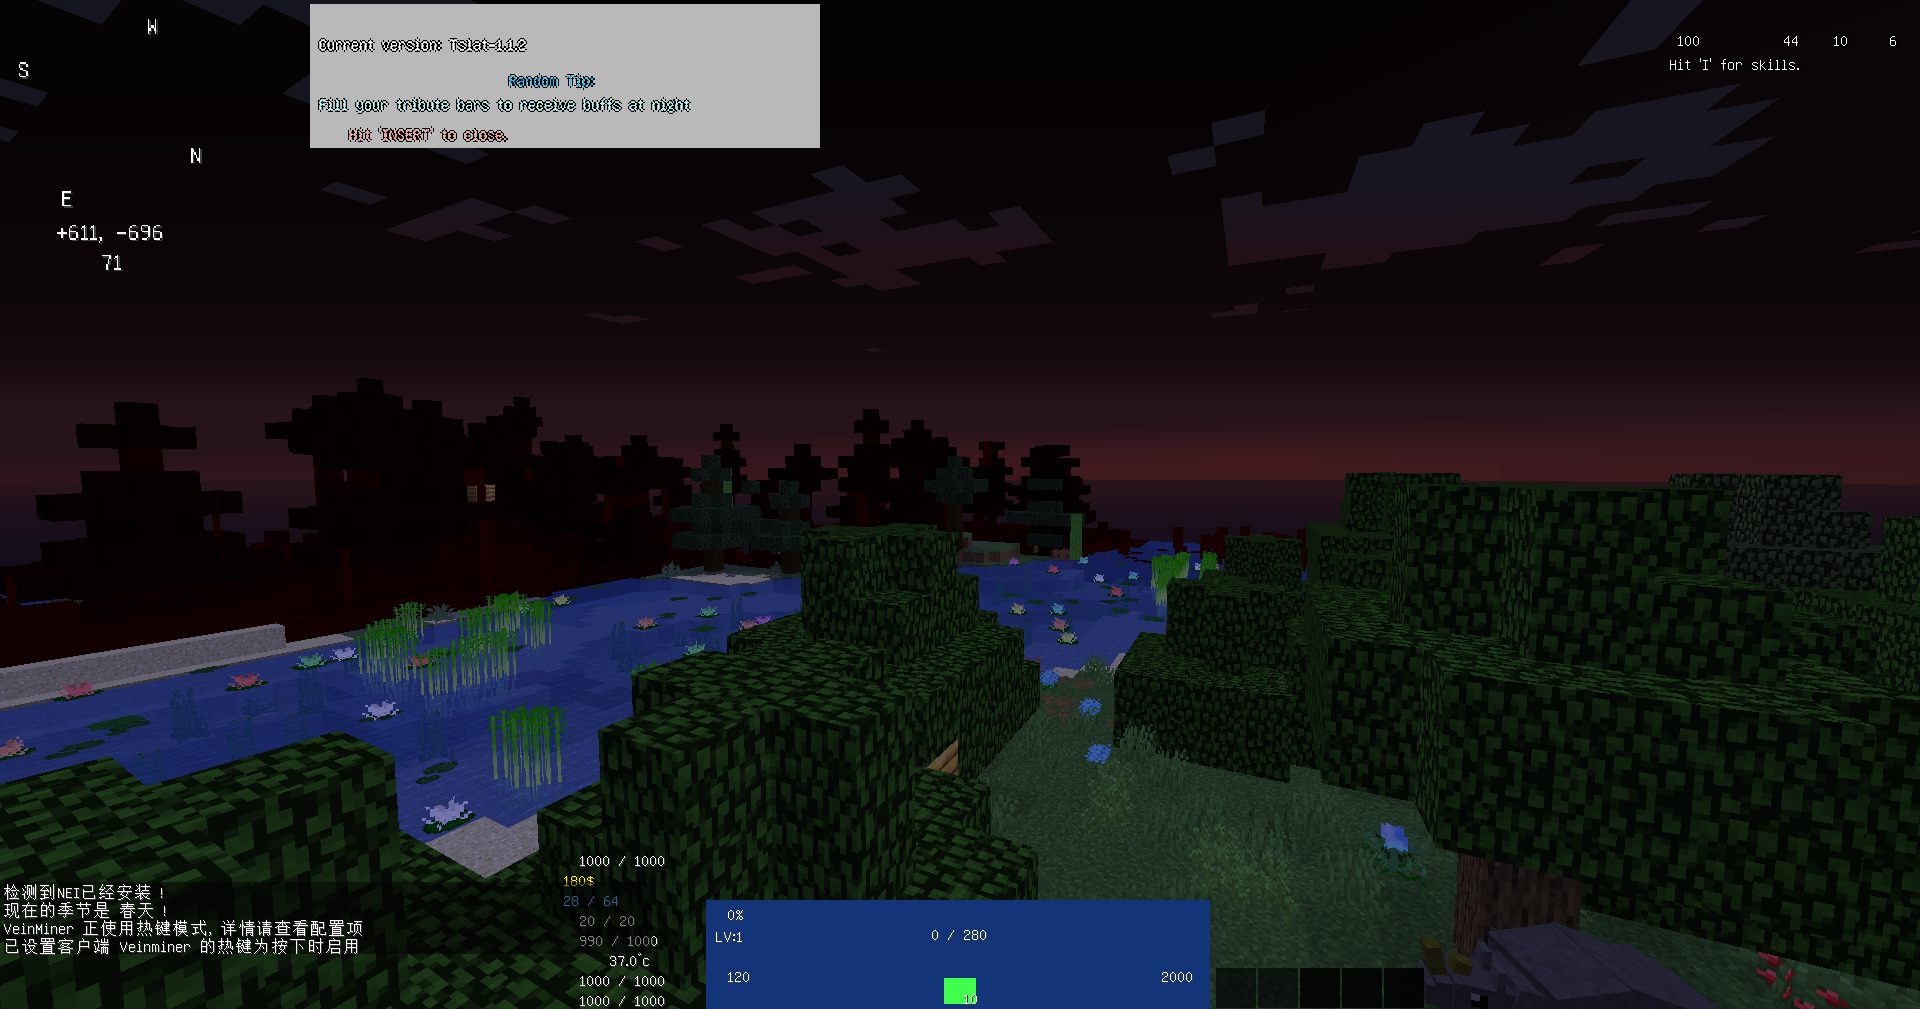 W
S
N
E
+611, -696
71
Current version: Tslat-1.1.2
Random Tip:
Fill your tribute bars to receive buffs at night
Hit 'INSERT' to close.
100 44 10 6
Hit 'I' for skills.
检测到NEI已经安装 !
现在的季节是 春天 !
VeinMiner 正使用热键模式, 详情请查看配置项
已设置客户端 Veinminer 的热键为按下时启用
1000 / 1000
180$
28 / 64
20 / 20
990 / 1000
37.0°c
1000 / 1000
1000 / 1000
0%
LV:1
0 / 280
120
2000
10